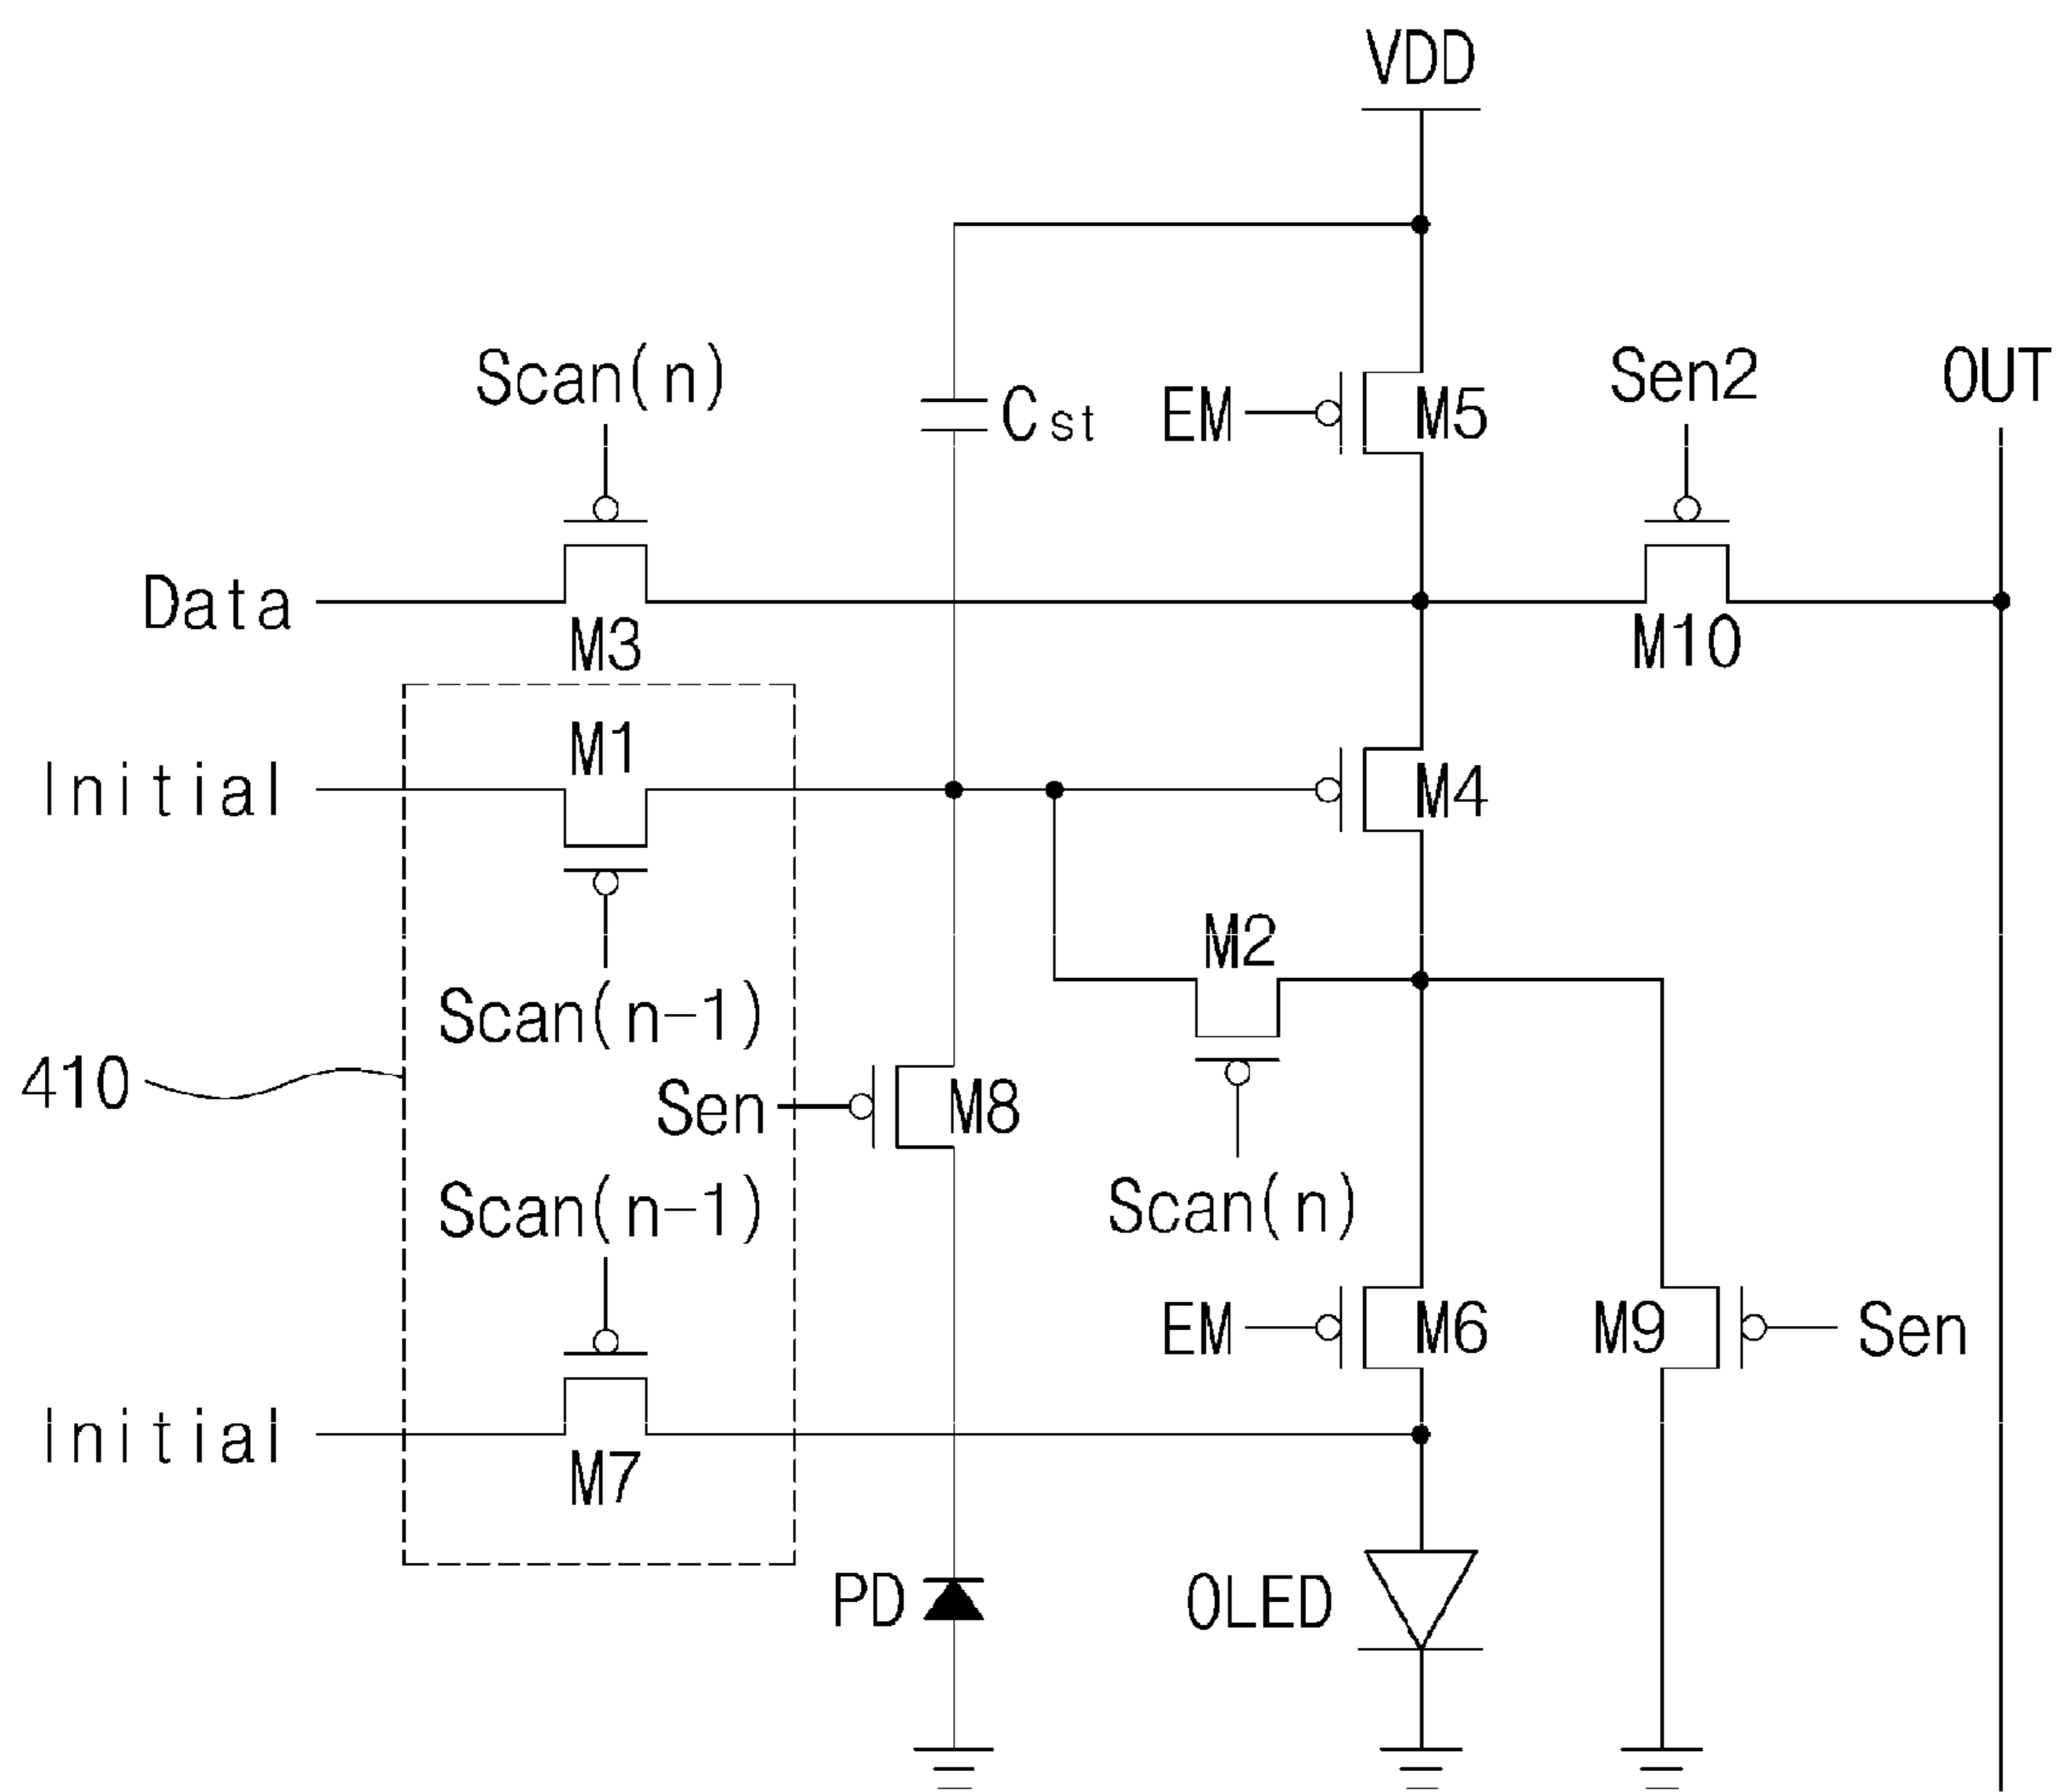 VDD
Scan(n)
Cst
EM
M5
Sen2
OUT
Data
M3
M10
M1
Initial
M4
M2
Scan(n-1)
410
Sen
M8
Scan(n-1)
Scan(n)
EM
M6
M9
Sen
Initial
M7
PD
OLED